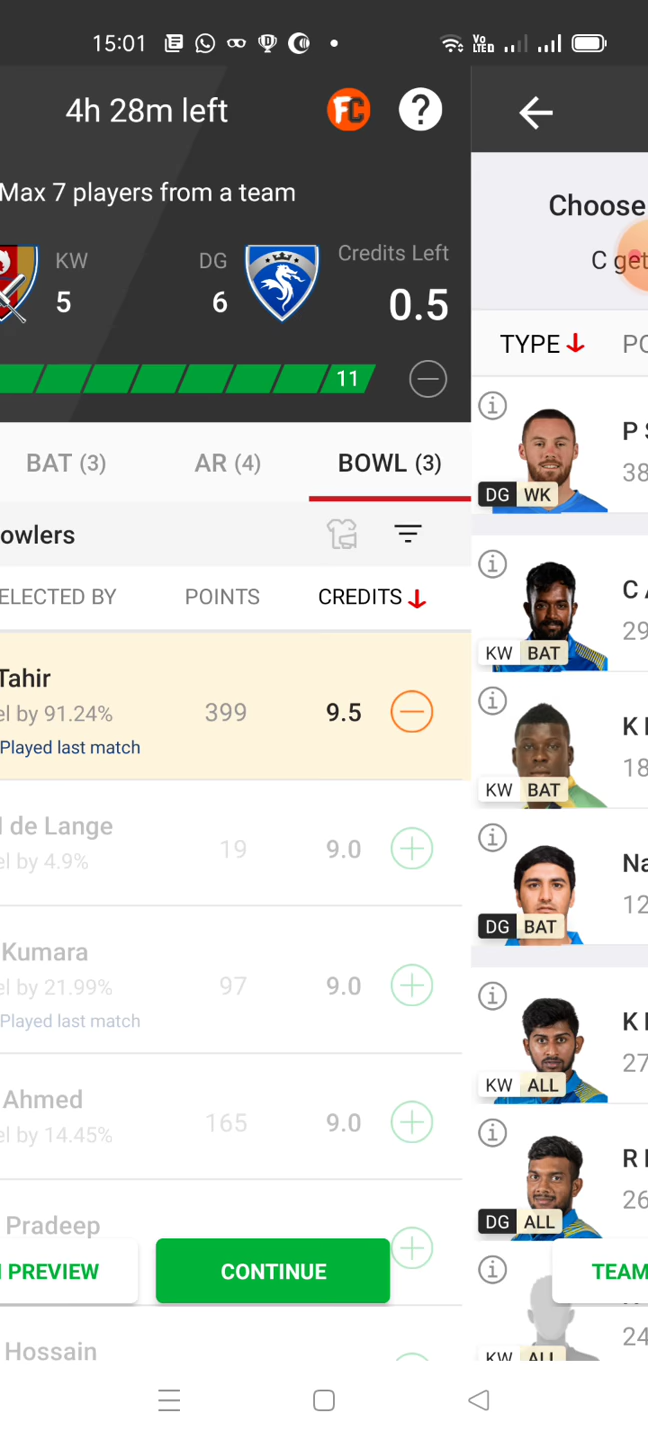 15:01
Vo
LTED
4h 28m left
FC
?
Max 7 players from a team
KW
5
DG
6
Credits Left
0.5
11
BAT (3)
AR (4)
BOWL (3)
owlers
ELECTED BY
POINTS
CREDITS
Tahir
el by 91.24%
Played last match
399
9.5
de Lange
el by 4.9%
19
9.0
Kumara
el by 21.99%
Played last match
97
9.0
Ahmed
el by 14.45%
165
9.0
Pradeep
PREVIEW
CONTINUE
Hossain
Choose
C get
TYPE
PO
P S
38
DG WK
C A
29
KW BAT
K
18
KW BAT
Na
12
DG BAT
K
27
KW ALL
R
26
DG ALL
TEAM
24
KW ALL